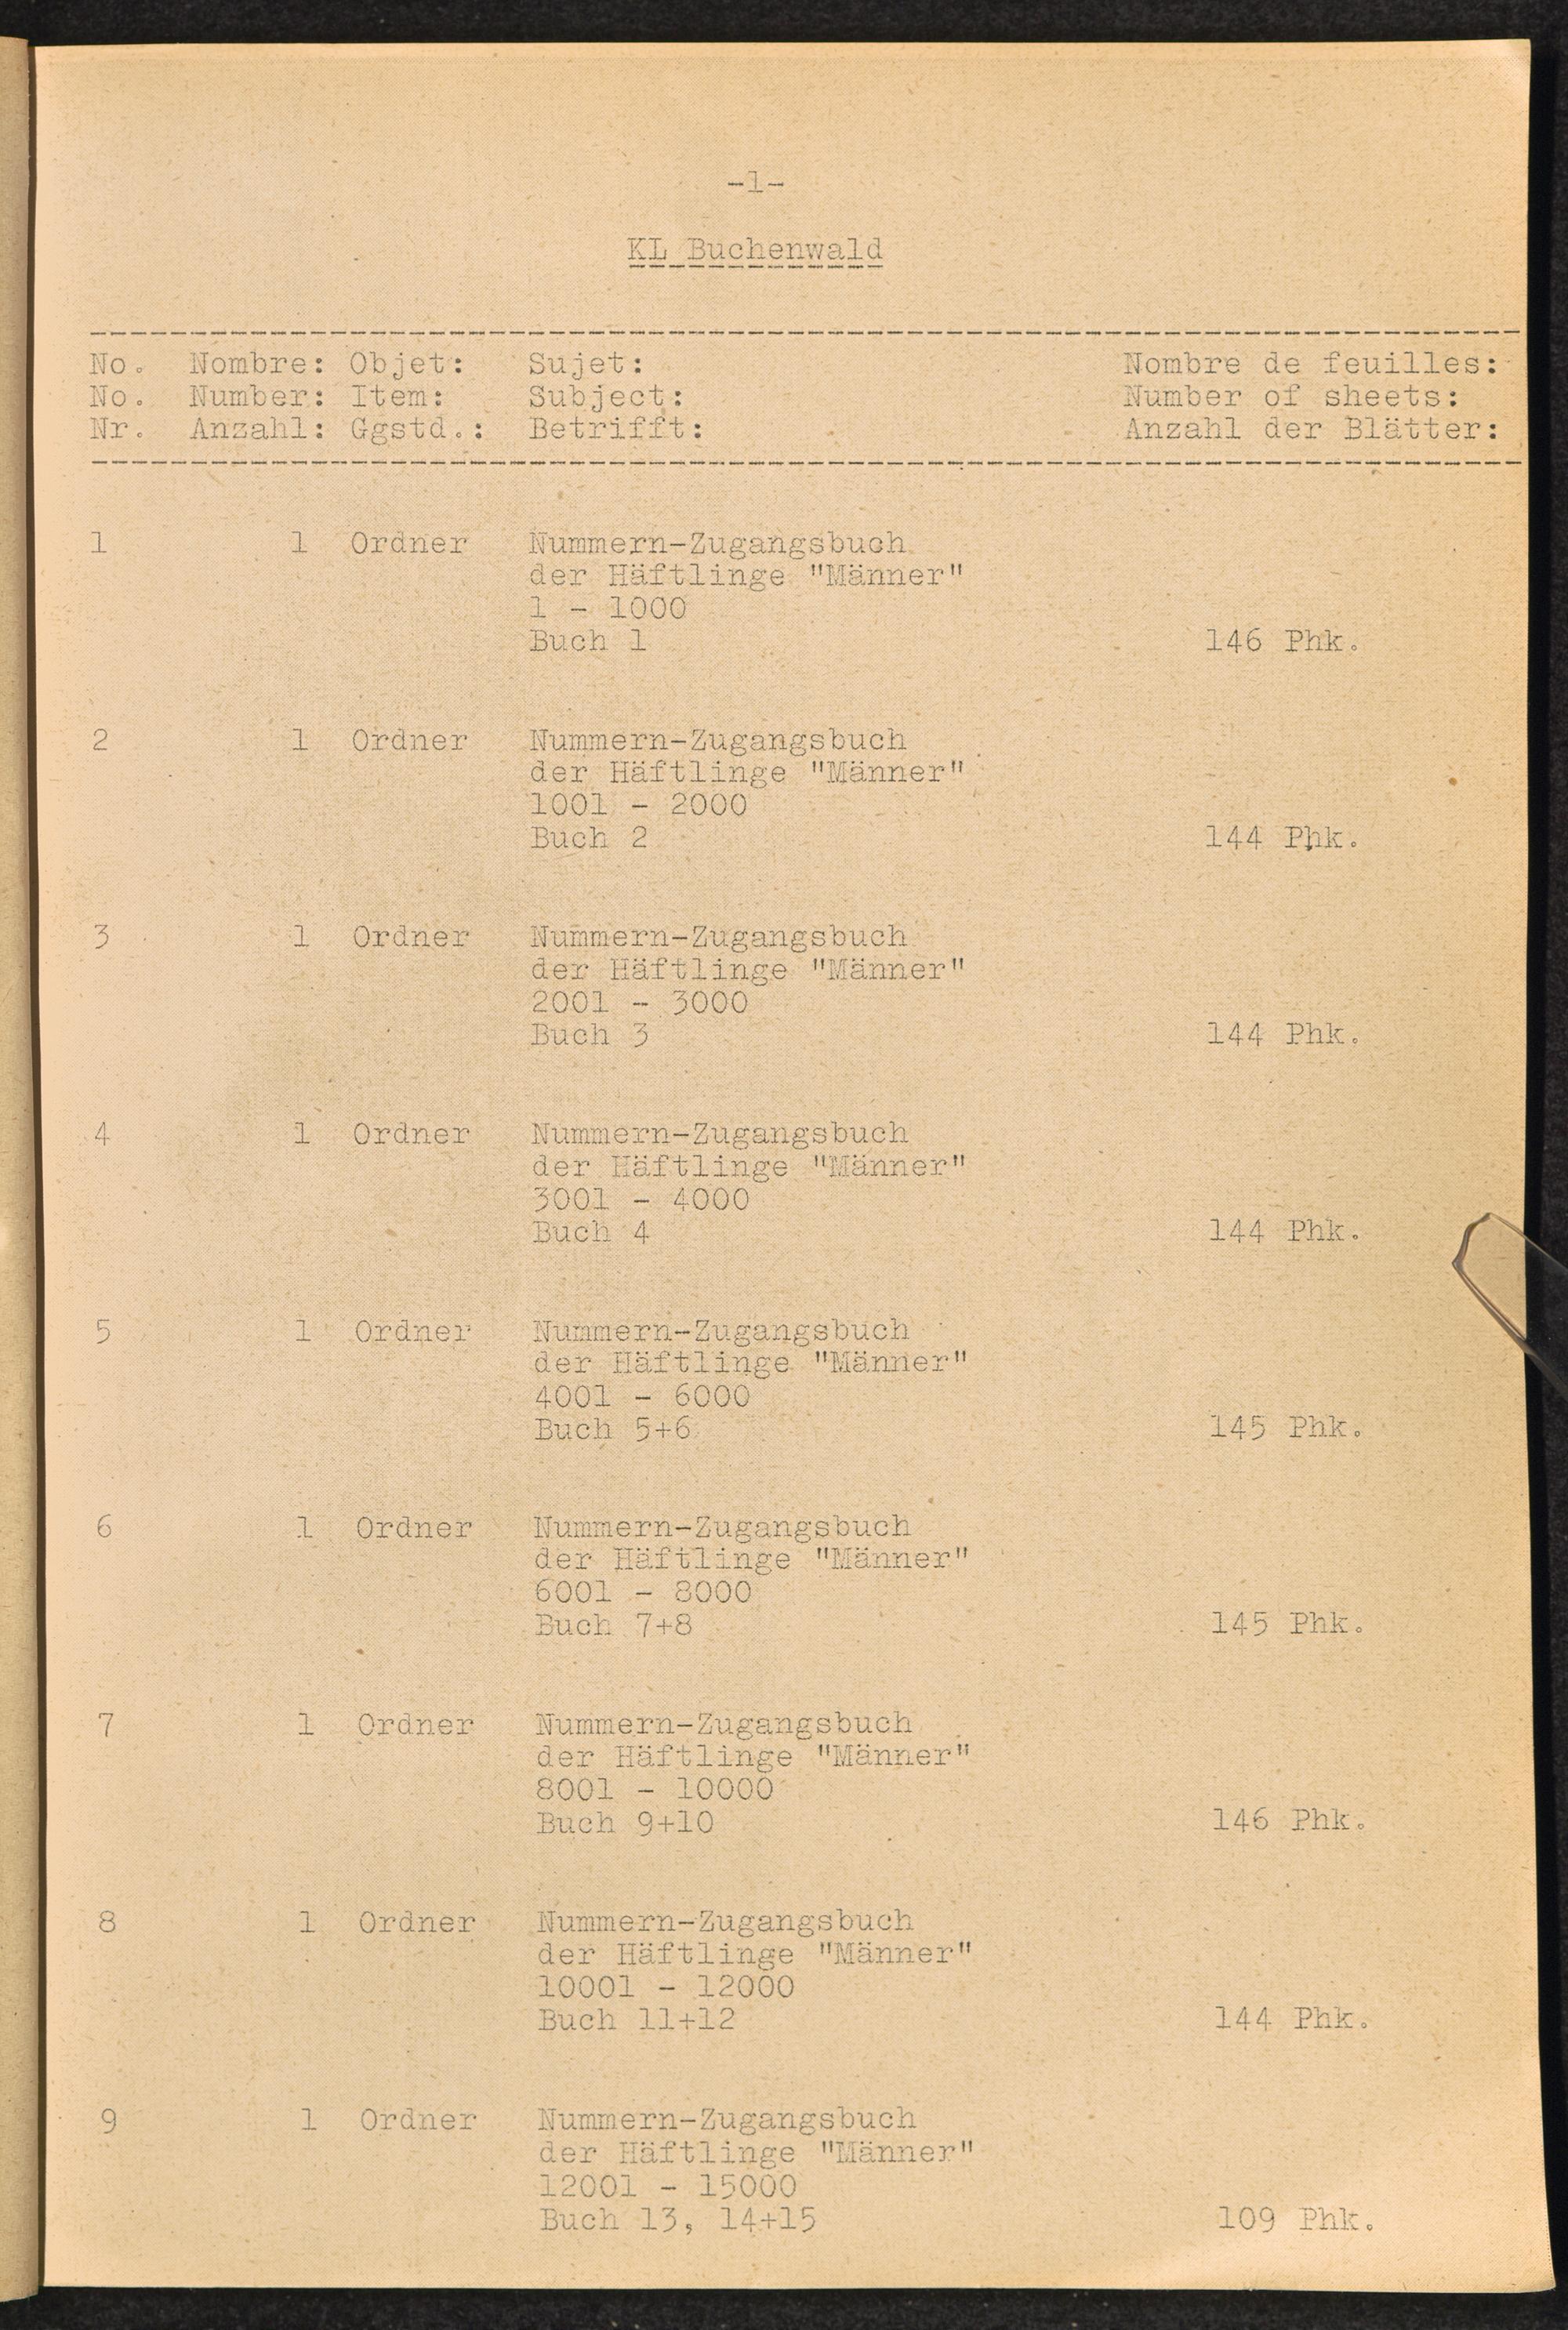 -1-
KL Buchenwald
No. Nombre: Objet: Sujet: Nombre de feuilles:
No. Number: Item: Subject: Number of sheets:
Nr. Anzahl: Ggstd.: Betrifft: Anzahl der Blätter:
1 1 Ordner Nummern-Zugangsbuch
der Häftlinge "Männer"
1 - 1000
Buch 1 146 Phk.
2 1 Ordner Nummern-Zugangsbuch
der Häftlinge "Männer"
1001 - 2000
Buch 2 144 Phk.
3 1 Ordner Nummern-Zugangsbuch
der Häftlinge "Männer"
2001 - 3000
Buch 3 144 Phk.
4 1 Ordner Nummern-Zugangsbuch
der Häftlinge "Männer"
3001 - 4000
Buch 4 144 Phk.
5 1 Ordner Nummern-Zugangsbuch
der Häftlinge "Männer"
4001 - 6000
Buch 5+6 145 Phk.
6 1 Ordner Nummern-Zugangsbuch
der Häftlinge "Männer"
6001 - 8000
Buch 7+8 145 Phk.
7 1 Ordner Nummern-Zugangsbuch
der Häftlinge "Männer"
8001 - 10000
Buch 9+10 146 Phk.
8 1 Ordner Nummern-Zugangsbuch
der Häftlinge "Männer"
10001 - 12000
Buch 11+12 144 Phk.
9 1 Ordner Nummern-Zugangsbuch
der Häftlinge "Männer"
12001 - 15000
Buch 13, 14+15 109 Phk.